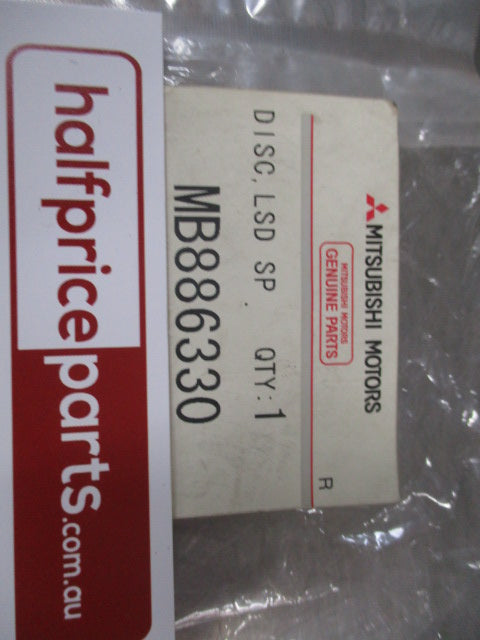 MITSUBISHI MOTORS
MITSUBISHI MOTORS
GENUINE PARTS
R
DISC, LSD SP. QTY:1
MB886330
halfpriceparts.com.au